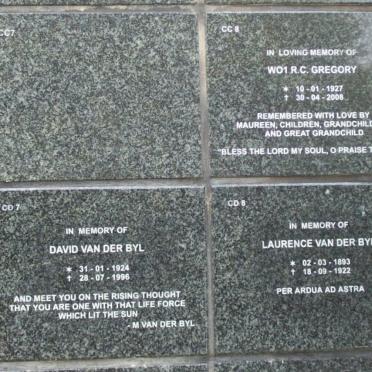 CC7
CC 8
IN LOVING MEMORY OF
WO1 R.C. GREGORY
* 10 - 01 - 1927
† 30 - 04 - 2008
REMEMBERED WITH LOVE BY
MAUREEN, CHILDREN, GRANDCHILD
AND GREAT GRANDCHILD
"BLESS THE LORD MY SOUL, O PRAISE
CD 7
IN MEMORY OF
DAVID VAN DER BYL
* 31 - 01 - 1924
† 28 - 07 - 1996
AND MEET YOU ON THE RISING THOUGHT
THAT YOU ARE ONE WITH THAT LIFE FORCE
WHICH LIT THE SUN
- M VAN DER BYL
CD 8
IN MEMORY OF
LAURENCE VAN DER BY
* 02 - 03 - 1893
† 18 - 09 - 1922
PER ARDUA AD ASTRA